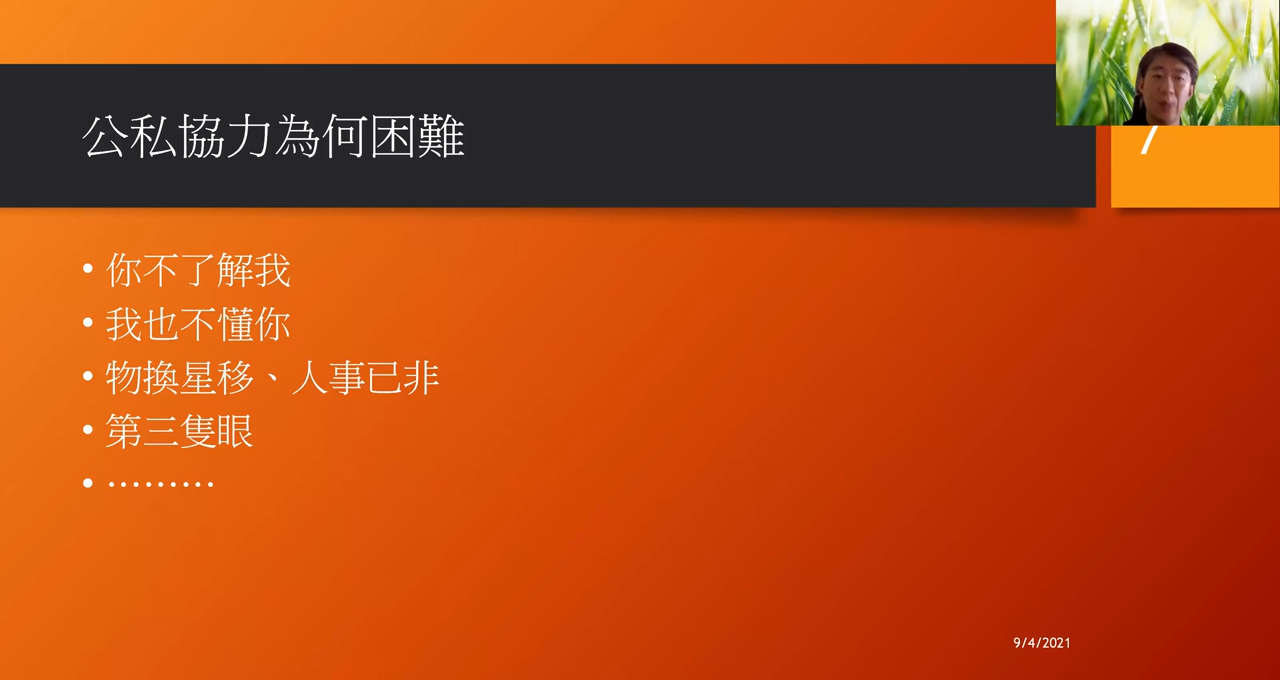 公私協力為何困難
7
• 你不了解我
• 我也不懂你
• 物換星移、人事已非
• 第三隻眼
• ………
9/4/2021